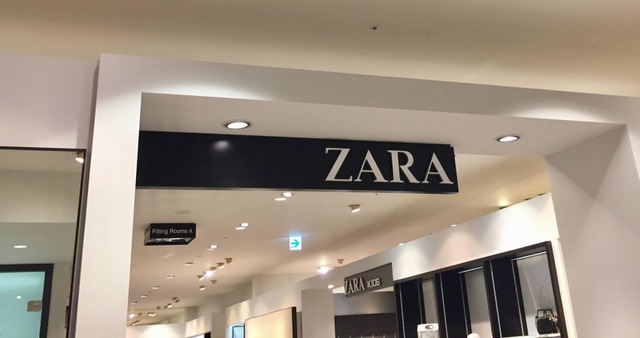 ZARA
Fitting Rooms Λ
ZARA KIDS